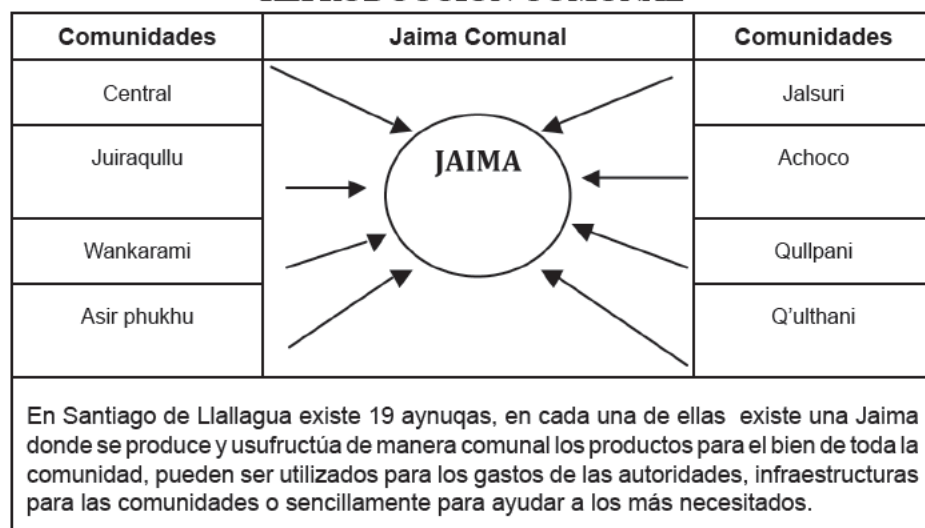 Comunidades Jaima Comunal Comunidades
Central Jalsuri
JAIMA
Juiraqullu Achoco
Wankarami Qullpani
Asir phukhu Q'ulthani
En Santiago de Llallagua existe 19 aynuqas, en cada una de ellas existe una Jaima
donde se produce y usufructúa de manera comunal los productos para el bien de toda la
comunidad, pueden ser utilizados para los gastos de las autoridades, infraestructuras
para las comunidades o sencillamente para ayudar a los más necesitados.